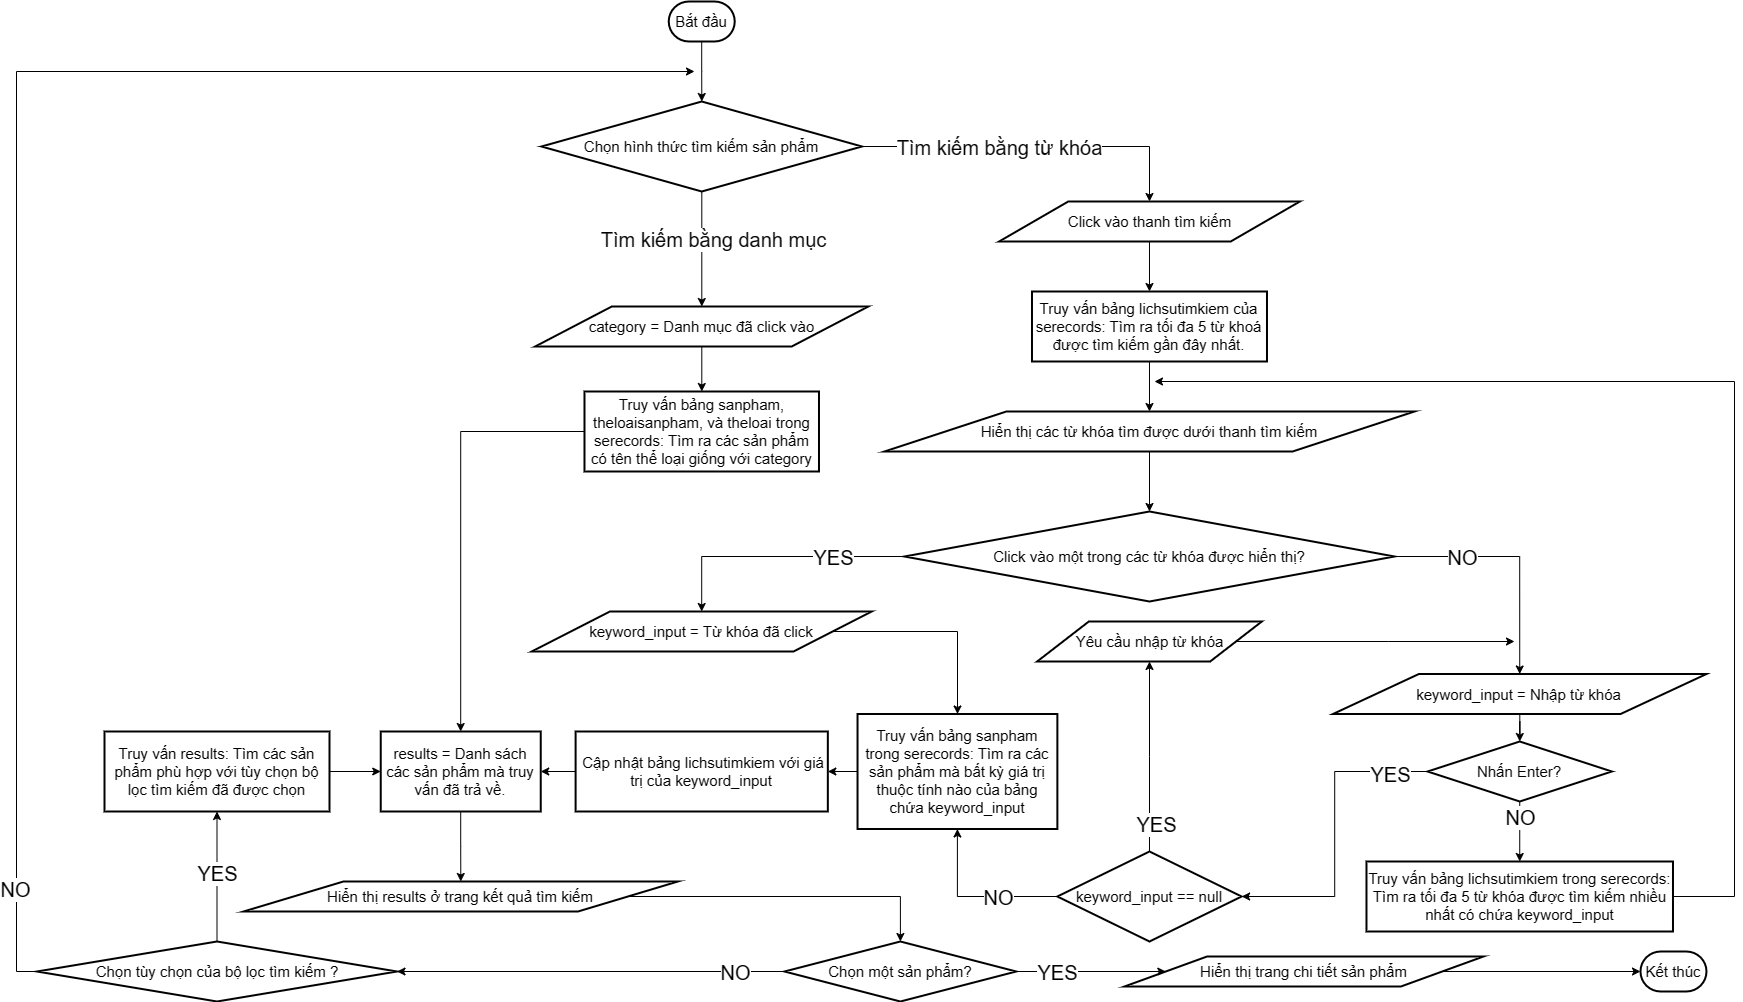 Bắt đầu
Chọn hình thức tìm kiếm sản phẩm
Tìm kiếm bằng từ khóa
Click vào thanh tìm kiếm
Tìm kiếm bằng danh mục
category = Danh mục đã click vào
Truy vấn bảng lichsutimkiem của
serecords: Tìm ra tối đa 5 từ khoá
được tìm kiếm gần đây nhất.
Truy vấn bảng sanpham,
theloaisanpham, và theloai trong
serecords: Tìm ra các sản phẩm
có tên thể loại giống với category
Hiển thị các từ khóa tìm được dưới thanh tìm kiếm
Click vào một trong các từ khóa được hiển thị?
YES
NO
keyword_input = Từ khóa đã click
Yêu cầu nhập từ khóa
keyword_input = Nhập từ khóa
Truy vấn results: Tìm các sản
phẩm phù hợp với tùy chọn bộ
lọc tìm kiếm đã được chọn
results = Danh sách
các sản phẩm mà truy
vấn đã trả về.
Cập nhật bảng lichsutimkiem với giá
trị của keyword_input
Truy vấn bảng sanpham
trong serecords: Tìm ra các
sản phẩm mà bất kỳ giá trị
thuộc tính nào của bảng
chứa keyword_input
Nhấn Enter?
YES
NO
YES
YES
NO
Hiển thị results ở trang kết quả tìm kiếm
NO
keyword_input == null
Truy vấn bảng lichsutimkiem trong serecords:
Tìm ra tối đa 5 từ khóa được tìm kiếm nhiều
nhất có chứa keyword_input
Chọn tùy chọn của bộ lọc tìm kiếm ?
NO
Chọn một sản phẩm?
YES
Hiển thị trang chi tiết sản phẩm
Kết thúc